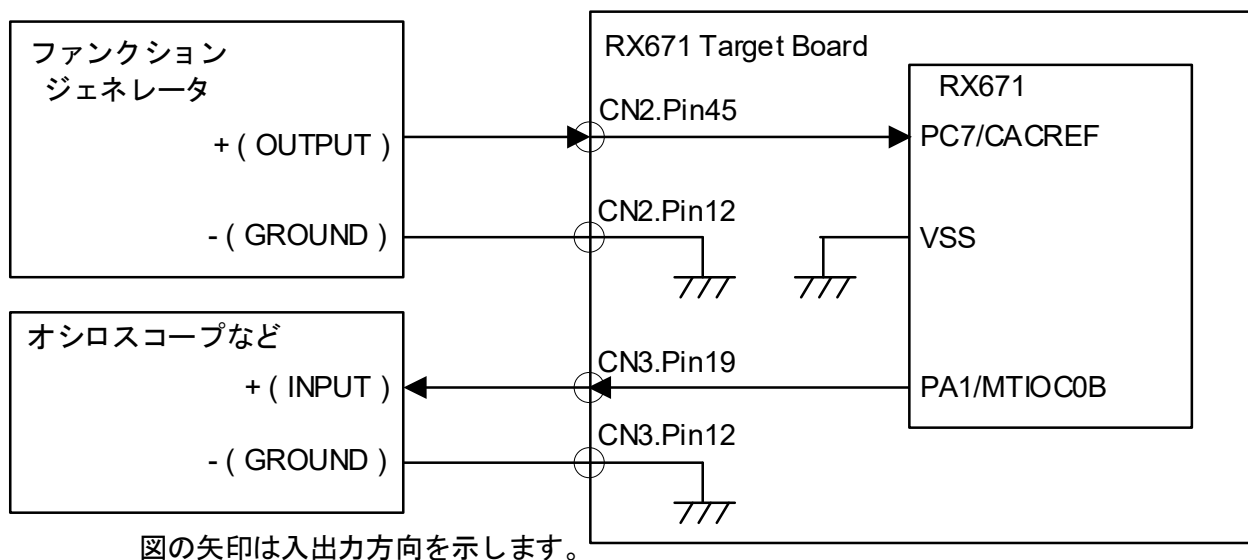 ファンクション
ジェネレータ
+ ( OUTPUT )
- ( GROUND )
オシロスコープなど
+ ( INPUT )
- ( GROUND )
RX671 Target Board
CN2.Pin45
CN2.Pin12
CN3.Pin19
CN3.Pin12
RX671
PC7/CACREF
VSS
PA1/MTIOC0B
図の矢印は入出力方向を示します。